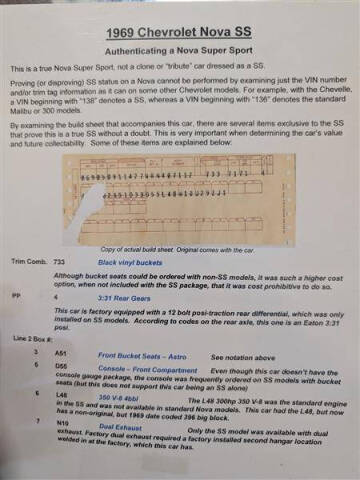 1969 Chevrolet Nova SS
Authenticating a Nova Super Sport
This is a true Nova Super Sport, not a clone or "tribute" car dressed as a SS.
Proving (or disproving) SS status on a Nova cannot be performed by examining just the VIN number
and/or trim tag information as it can on some other Chevrolet models. For example, with the Chevelle,
a VIN beginning with "138" denotes a SS, whereas a VIN beginning with "136" denotes the standard
Malibu or 300 models.
By examining the build sheet that accompanies this car, there are several items exclusive to the SS
that prove this is a true SS without a doubt. This is very important when determining the car's value
and future collectability. Some of these items are explained below:
Copy of actual build sheet. Original comes with the car.
Trim Comb. 733 Black vinyl buckets
Although bucket seats could be ordered with non-SS models, it was such a higher cost
option, when not included with the SS package, that it was cost prohibitive to do so.
PP 4 3:31 Rear Gears
This car is factory equipped with a 12 bolt posi-traction rear differential, which was only
installed on SS models. According to codes on the rear axle, this one is an Eaton 3:31
posi.
Line 2 Box #:
3 A51 Front Bucket Seats – Astro See notation above
5 D55 Console – Front Compartment Even though this car doesn't have the
console gauge package, the console was frequently ordered on SS models with bucket
seats (but this does not support this car being an SS alone)
6 L48 350 V-8 4bbl The L48 300hp 350 V-8 was the standard engine
in the SS and was not available in standard Nova models. This car had the L48, but now
has a non-original, but 1969 date coded 396 big block.
7 N10 Dual Exhaust Only the SS model was available with dual
exhaust. Factory dual exhaust required a factory installed second hangar location
welded in at the factory, which this car has.